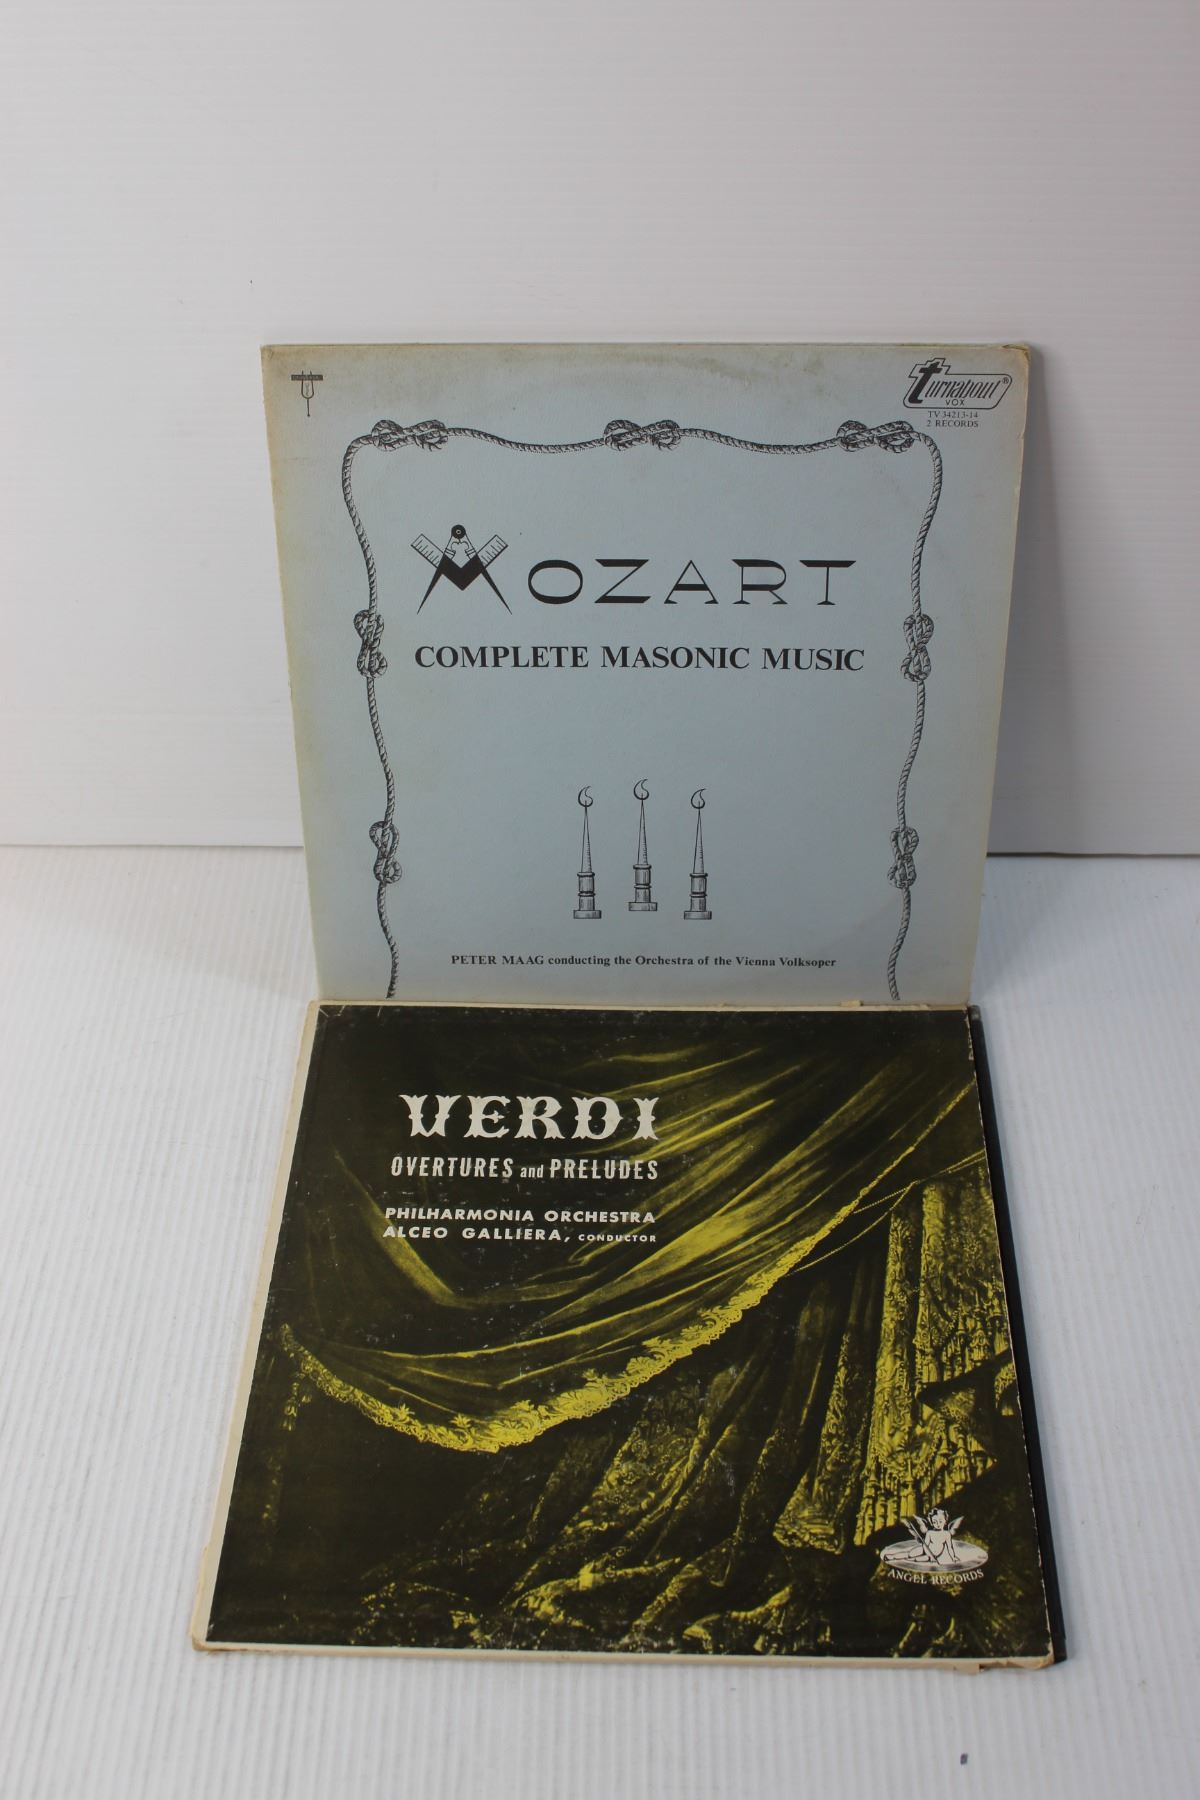 turnabout®
VOX
TV 34213-14
2 RECORDS
MOZART
COMPLETE MASONIC MUSIC
PETER MAAG conducting the Orchestra of the Vienna Volksoper
VERDI
OVERTURES and PRELUDES
PHILHARMONIA ORCHESTRA
ALCEO GALLIERA, CONDUCTOR
ANGEL RECORDS